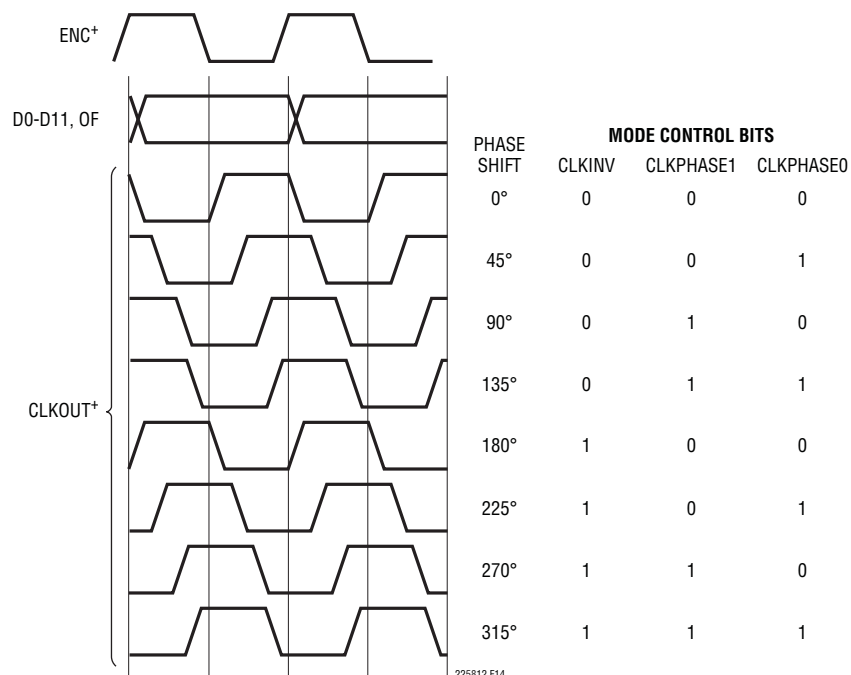 ENC+
D0-D11, OF
CLKOUT+
MODE CONTROL BITS
PHASE SHIFT CLKINV CLKPHASE1 CLKPHASE0
0° 0 0 0
45° 0 0 1
90° 0 1 0
135° 0 1 1
180° 1 0 0
225° 1 0 1
270° 1 1 0
315° 1 1 1
225812 F14